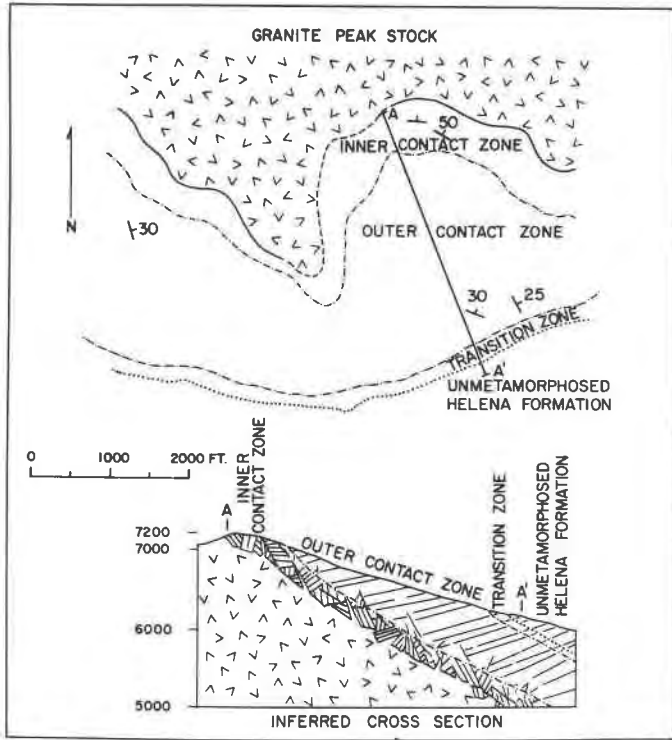 GRANITE PEAK STOCK
A
50
INNER CONTACT ZONE
N
30
OUTER CONTACT ZONE
30
25
TRANSITION ZONE
A'
UNMETAMORPHOSED
HELENA FORMATION
0 1000 2000 FT.
A
INNER
CONTACT ZONE
OUTER CONTACT ZONE
TRANSITION ZONE
A'
UNMETAMORPHOSED
HELENA FORMATION
7200
7000
6000
5000
INFERRED CROSS SECTION